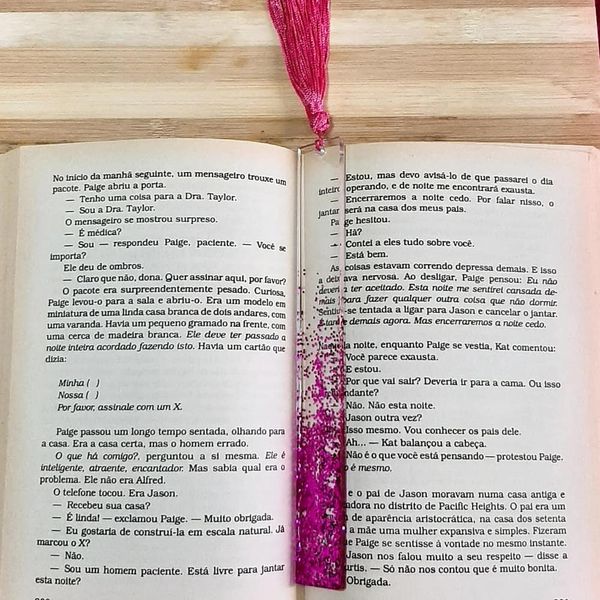 No início da manhã seguinte, um mensageiro trouxe um
pacote. Paige abriu a porta.
— Tenho uma coisa para a Dra. Taylor.
— Sou a Dra. Taylor.
O mensageiro se mostrou surpreso.
— É médica?
— Sou — respondeu Paige, paciente. — Você se
importa?
Ele deu de ombros.
— Claro que não, dona. Quer assinar aqui, por favor?
O pacote era surpreendentemente pesado. Curiosa,
Paige levou-o para a sala e abriu-o. Era um modelo em
miniatura de uma linda casa branca de dois andares, com
uma varanda. Havia um pequeno gramado na frente, com
uma cerca de madeira branca. Ele deve ter passado a
noite inteira acordado fazendo isto. Havia um cartão que
dizia:
Minha ( )
Nossa ( )
Por favor, assinale com um X.
Paige passou um longo tempo sentada, olhando para
a casa. Era a casa certa, mas o homem errado.
O que há comigo?, perguntou a si mesma. Ele é
inteligente, atraente, encantador. Mas sabia qual era o
problema. Ele não era Alfred.
O telefone tocou. Era Jason.
— Recebeu sua casa?
— É linda! — exclamou Paige. — Muito obrigada.
— Eu gostaria de construí-la em escala natural. Já
marcou o X?
— Não.
— Sou um homem paciente. Está livre para jantar
esta noite?
— Estou, mas devo avisá-lo de que passarei o dia
inteiro operando, e de noite me encontrará exausta.
— Encerraremos a noite cedo. Por falar nisso, o
jantar será na casa dos meus pais.
Paige hesitou.
— Hã?
— Contei a eles tudo sobre você.
— Está bem.
As coisas estavam correndo depressa demais. E isso
a deixava nervosa. Ao desligar, Paige pensou: Eu não
deveria ter aceitado. Esta noite me sentirei cansada de-
mais para fazer qualquer outra coisa que não dormir.
Sentiu-se tentada a ligar para Jason e cancelar o jantar.
É tarde demais agora. Mas encerraremos a noite cedo.
noite, enquanto Paige se vestia, Kat comentou:
Você parece exausta.
E estou.
Por que vai sair? Deveria ir para a cama. Ou isso
Não. Não esta noite.
Jason outra vez?
Isso mesmo. Vou conhecer os pais dele.
Ah... — Kat balançou a cabeça.
Não é o que você está pensando — protestou Paige.
é mesmo.
e o pai de Jason moravam numa casa antiga e
no distrito de Pacific Heights. O pai era um
de aparência aristocrática, na casa dos setenta
a mãe uma mulher expansiva e simples. Fizeram
Paige se sentisse à vontade no mesmo instante.
Jason nos falou muito a seu respeito — disse a
— Só não nos contou que é muito bonita.
Obrigada.